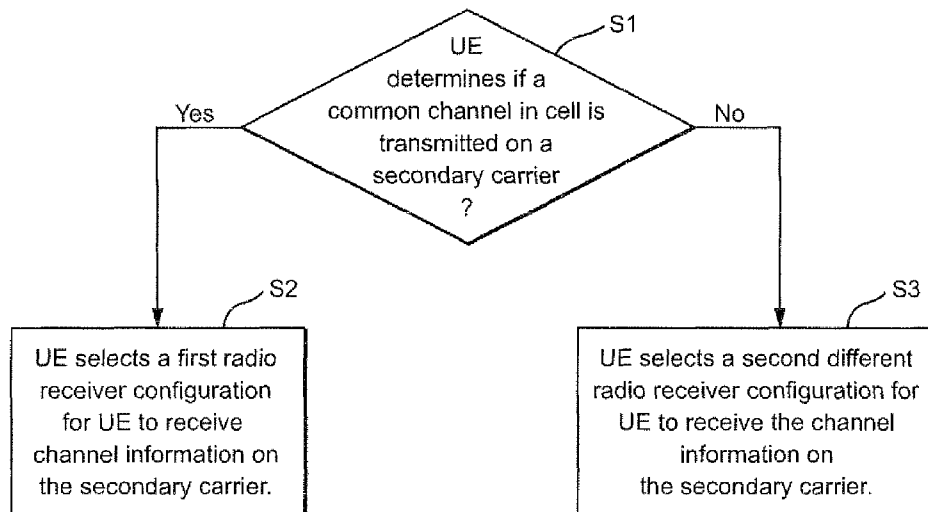 S1
UE
determines if a
common channel in cell is
transmitted on a
secondary carrier
?
Yes
No
S2
UE selects a first radio
receiver configuration
for UE to receive
channel information on
the secondary carrier.
S3
UE selects a second different
radio receiver configuration for
UE to receive the channel
information on
the secondary carrier.